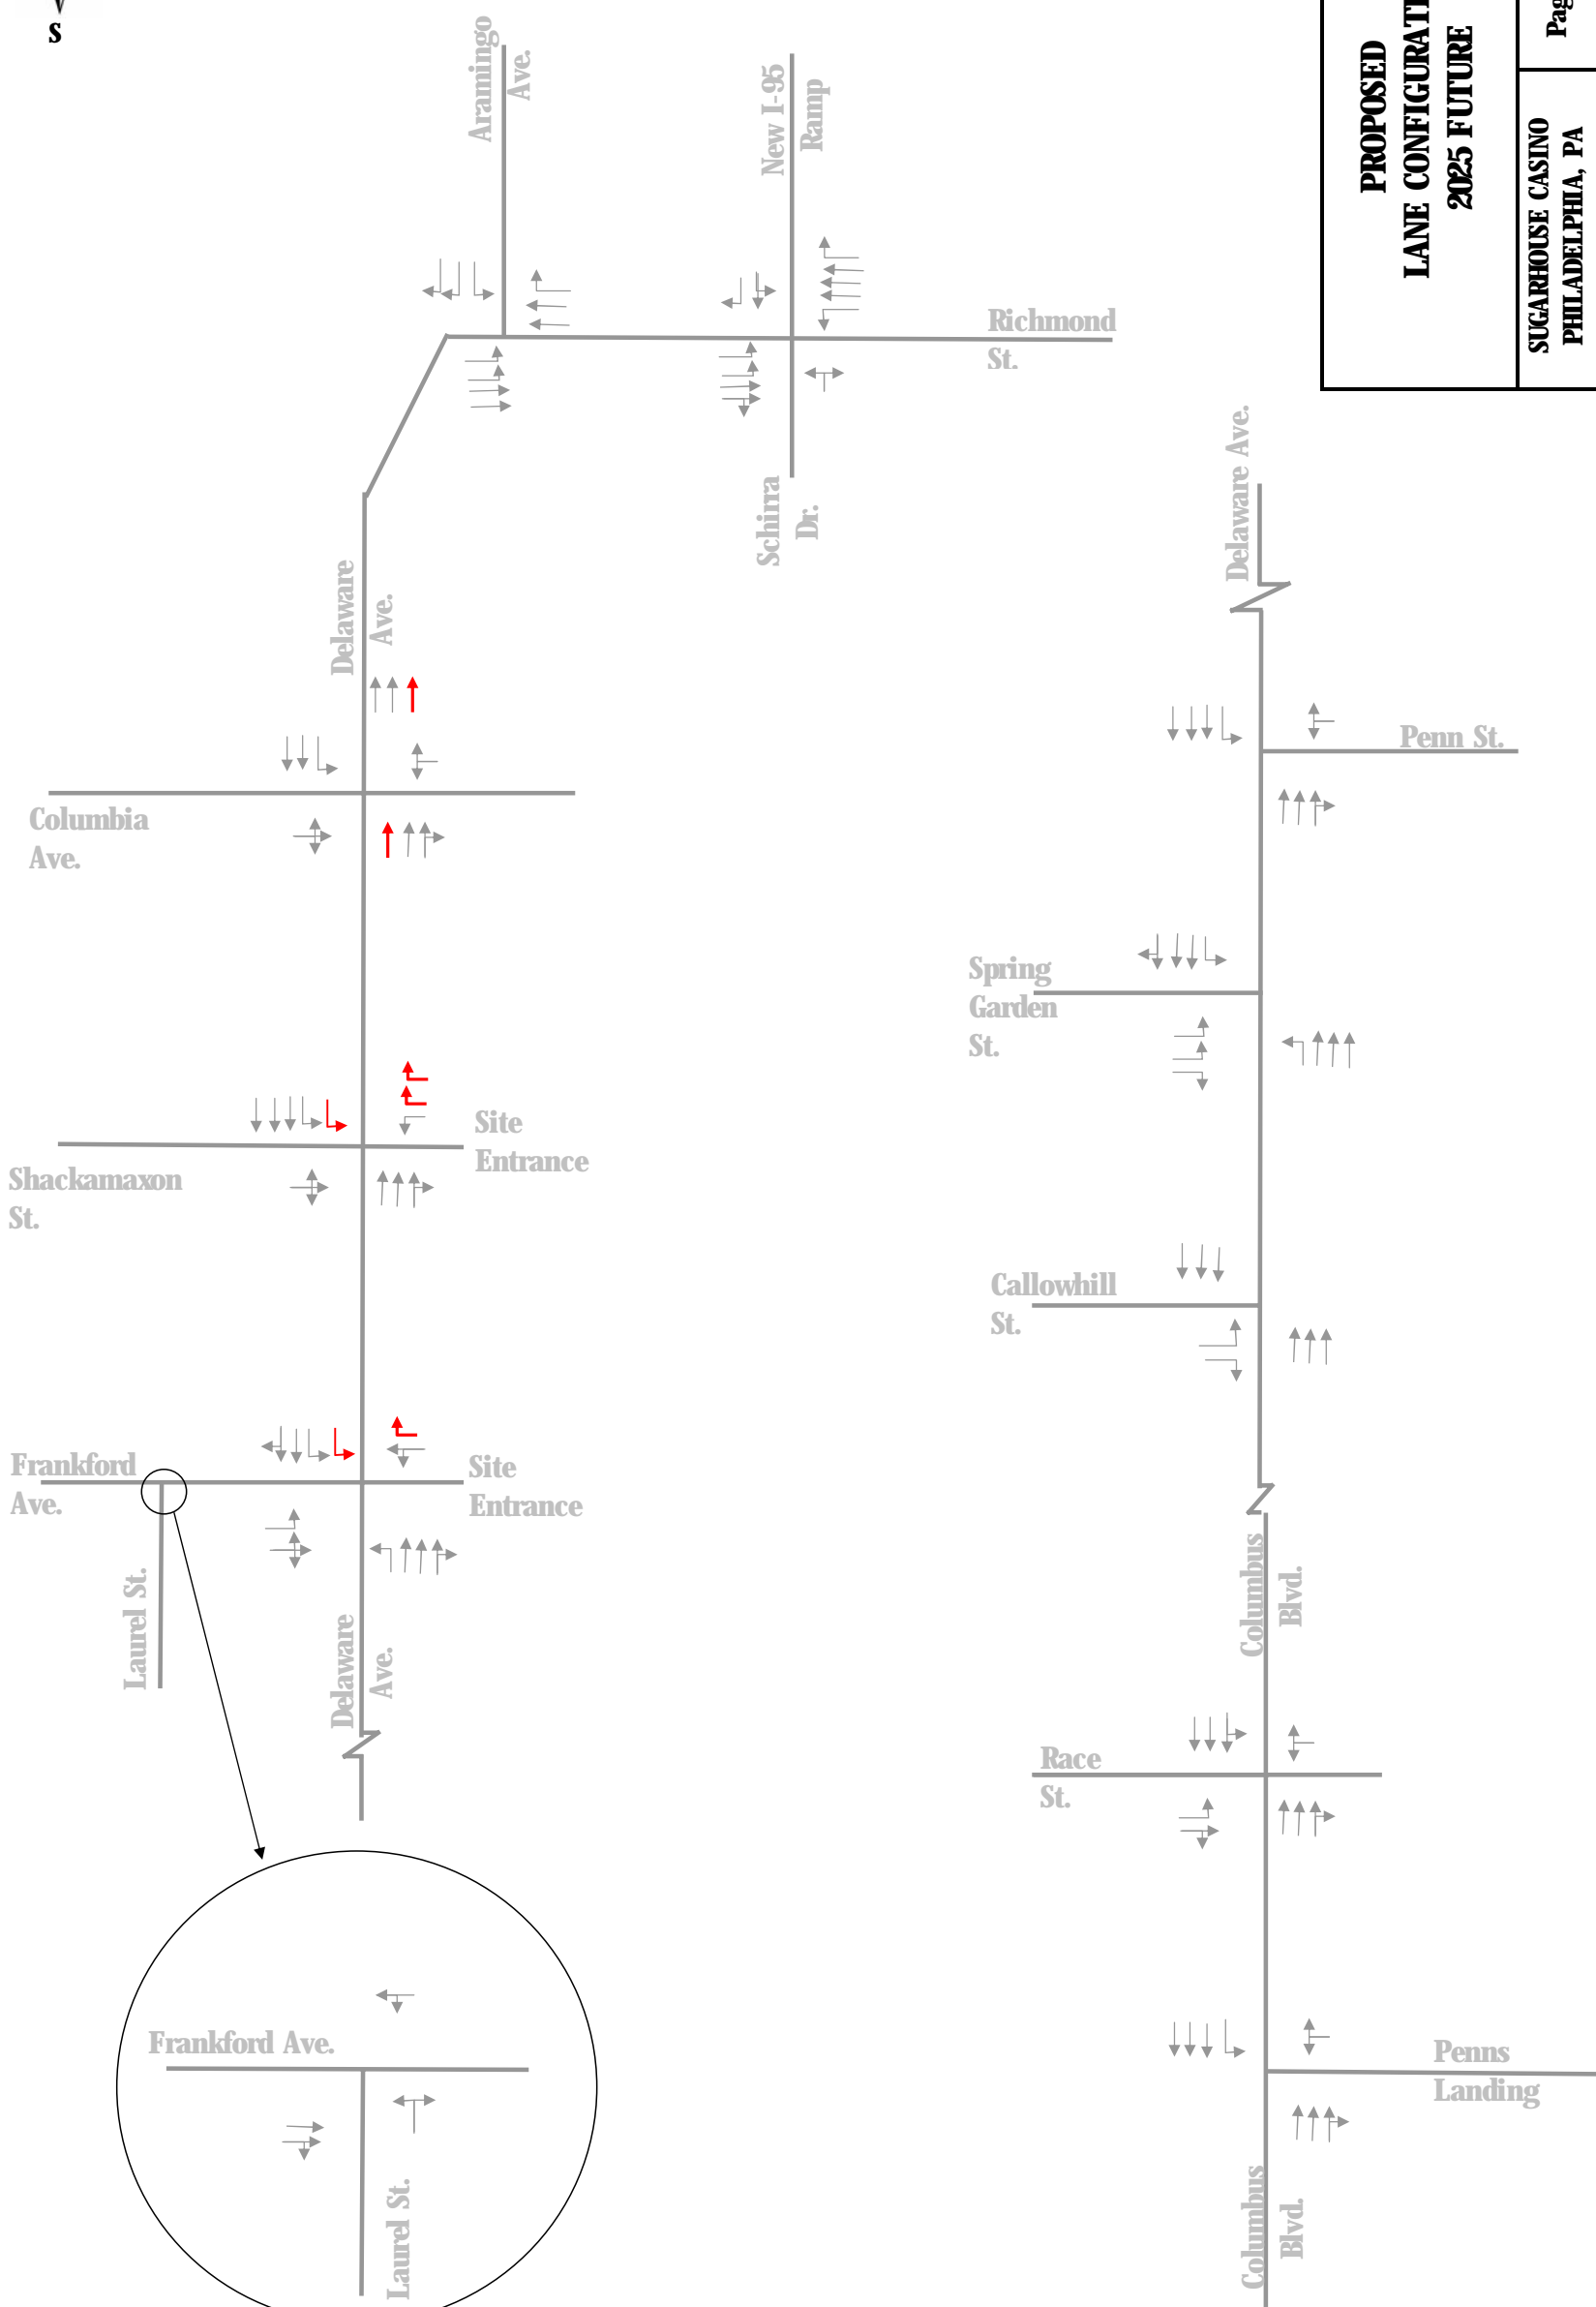 S
Aramingo
Ave.
New I-95
Ramp
PROPOSED
2025 FUTURE
SUGARHOUSE CASINO
PHILADELPHIA, PA
LANE
Richmond
St.
Schirra
Dr.
Delaware
Ave.
Columbia
Ave.
Shackamaxon
St.
Site
Entrance
Frankford
Ave.
Site
Entrance
Laurel St.
Delaware
Ave.
Frankford Ave.
Laurel St.
Delaware Ave.
Penn St.
Spring
Garden
St.
Callowhill
St.
Columbus
Blvd.
Race
St.
Penns
Landing
Columbus
Blvd.